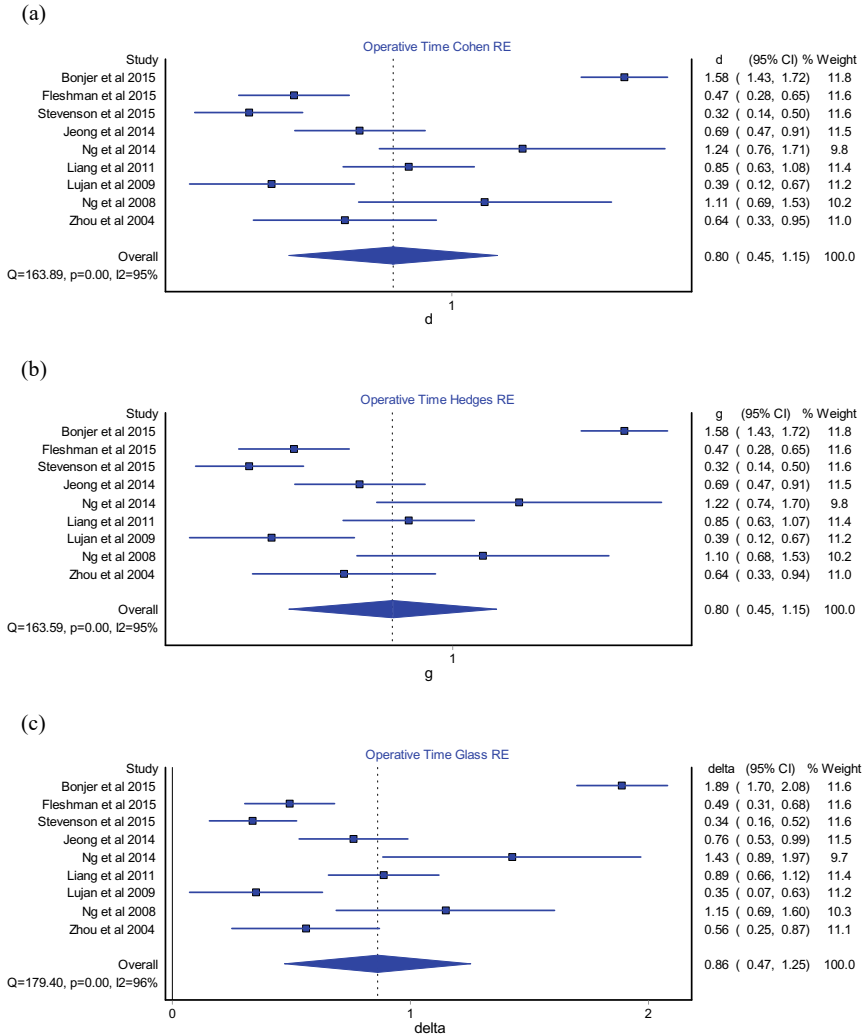 (a)
Operative Time Cohen RE
Study d (95% CI) % Weight
Bonjer et al 2015 1.58 ( 1.43, 1.72) 11.8
Fleshman et al 2015 0.47 ( 0.28, 0.65) 11.6
Stevenson et al 2015 0.32 ( 0.14, 0.50) 11.6
Jeong et al 2014 0.69 ( 0.47, 0.91) 11.5
Ng et al 2014 1.24 ( 0.76, 1.71) 9.8
Liang et al 2011 0.85 ( 0.63, 1.08) 11.4
Lujan et al 2009 0.39 ( 0.12, 0.67) 11.2
Ng et al 2008 1.11 ( 0.69, 1.53) 10.2
Zhou et al 2004 0.64 ( 0.33, 0.95) 11.0
Overall 0.80 ( 0.45, 1.15) 100.0
Q=163.89, p=0.00, I2=95%
1
d
(b)
Operative Time Hedges RE
Study g (95% CI) % Weight
Bonjer et al 2015 1.58 ( 1.43, 1.72) 11.8
Fleshman et al 2015 0.47 ( 0.28, 0.65) 11.6
Stevenson et al 2015 0.32 ( 0.14, 0.50) 11.6
Jeong et al 2014 0.69 ( 0.47, 0.91) 11.5
Ng et al 2014 1.22 ( 0.74, 1.70) 9.8
Liang et al 2011 0.85 ( 0.63, 1.07) 11.4
Lujan et al 2009 0.39 ( 0.12, 0.67) 11.2
Ng et al 2008 1.10 ( 0.68, 1.53) 10.2
Zhou et al 2004 0.64 ( 0.33, 0.94) 11.0
Overall 0.80 ( 0.45, 1.15) 100.0
Q=163.59, p=0.00, I2=95%
1
g
(c)
Operative Time Glass RE
Study delta (95% CI) % Weight
Bonjer et al 2015 1.89 ( 1.70, 2.08) 11.6
Fleshman et al 2015 0.49 ( 0.31, 0.68) 11.6
Stevenson et al 2015 0.34 ( 0.16, 0.52) 11.6
Jeong et al 2014 0.76 ( 0.53, 0.99) 11.5
Ng et al 2014 1.43 ( 0.89, 1.97) 9.7
Liang et al 2011 0.89 ( 0.66, 1.12) 11.4
Lujan et al 2009 0.35 ( 0.07, 0.63) 11.2
Ng et al 2008 1.15 ( 0.69, 1.60) 10.3
Zhou et al 2004 0.56 ( 0.25, 0.87) 11.1
Overall 0.86 ( 0.47, 1.25) 100.0
Q=179.40, p=0.00, I2=96%
0 1 2
delta